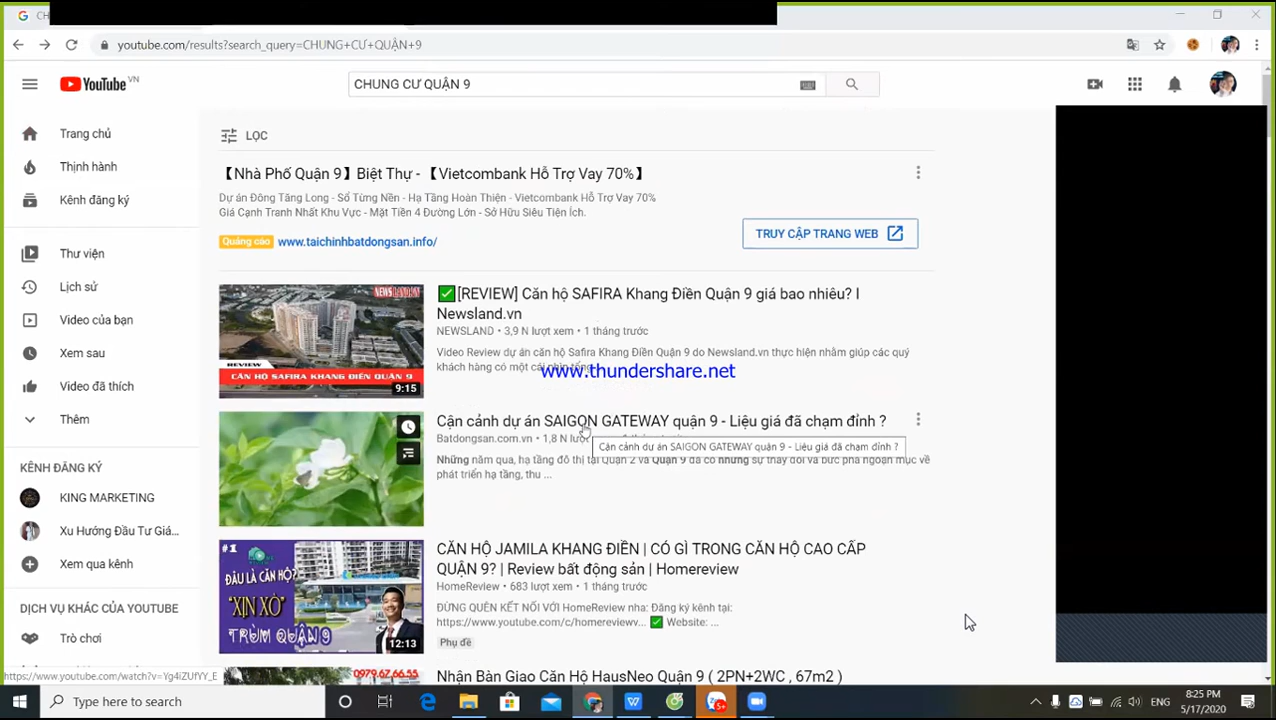 CH
youtube.com/results?search_query=CHUNG+CƯ+QUẬN+9
YouTube VN
CHUNG CƯ QUẬN 9
Trang chủ
Thịnh hành
Kênh đăng ký
Thư viện
Lịch sử
Video của bạn
Xem sau
Video đã thích
Thêm
KÊNH ĐĂNG KÝ
KING MARKETING
Xu Hướng Đầu Tư Giá...
Xem qua kênh
DỊCH VỤ KHÁC CỦA YOUTUBE
Trò chơi
LỌC
【Nhà Phố Quận 9】Biệt Thự -【Vietcombank Hỗ Trợ Vay 70%】
Dự án Đông Tăng Long - Sổ Từng Nền - Hạ Tầng Hoàn Thiện - Vietcombank Hỗ Trợ Vay 70%
Giá Cạnh Tranh Nhất Khu Vực - Mặt Tiền 4 Đường Lớn - Sở Hữu Siêu Tiện Ích.
Quảng cáo www.taichinhbatdongsan.info/
TRUY CẬP TRANG WEB
NEWSLAND.VN
REVIEW
CĂN HỘ SAFIRA KHANG ĐIỀN QUẬN 9
9:15
✅[REVIEW] Căn hộ SAFIRA Khang Điền Quận 9 giá bao nhiêu? I
Newsland.vn
NEWSLAND • 3,9 N lượt xem • 1 tháng trước
Video Review dự án căn hộ Safira Khang Điền Quận 9 do Newsland.vn thực hiện nhằm giúp các quý
khách hàng có một cái nhìn
www.thundershare.net
Cận cảnh dự án SAIGON GATEWAY quận 9 - Liệu giá đã chạm đỉnh ?
Batdongsan.com.vn • 1,8 N lượt
Cận cảnh dự án SAIGON GATEWAY quận 9 - Liệu giá đã chạm đỉnh ?
Những năm qua, hạ tầng đô thị tại Quận 2 và Quận 9 đã có những sự thay đổi và bức phá ngoạn mục về
phát triển hạ tầng, thu ...
#1
ĐÂU LÀ CĂN HỘ?
"XỊN XÒ"
TRÙM QUẬN 9
12:13
CĂN HỘ JAMILA KHANG ĐIỀN | CÓ GÌ TRONG CĂN HỘ CAO CẤP
QUẬN 9? | Review bất động sản | Homereview
HomeReview • 683 lượt xem • 1 tháng trước
ĐỪNG QUÊN KẾT NỐI VỚI HomeReview nha: Đăng ký kênh tại:
https://www.youtube.com/c/homereviewv... ✅ Website: ...
Phụ đề
0979.67.66.55
Nhận Bàn Giao Căn Hộ HausNeo Quận 9 ( 2PN+2WC , 67m2 )
https://www.youtube.com/watch?v=Yg4iZUfYY_E
Type here to search
5+
ENG
8:25 PM
5/17/2020